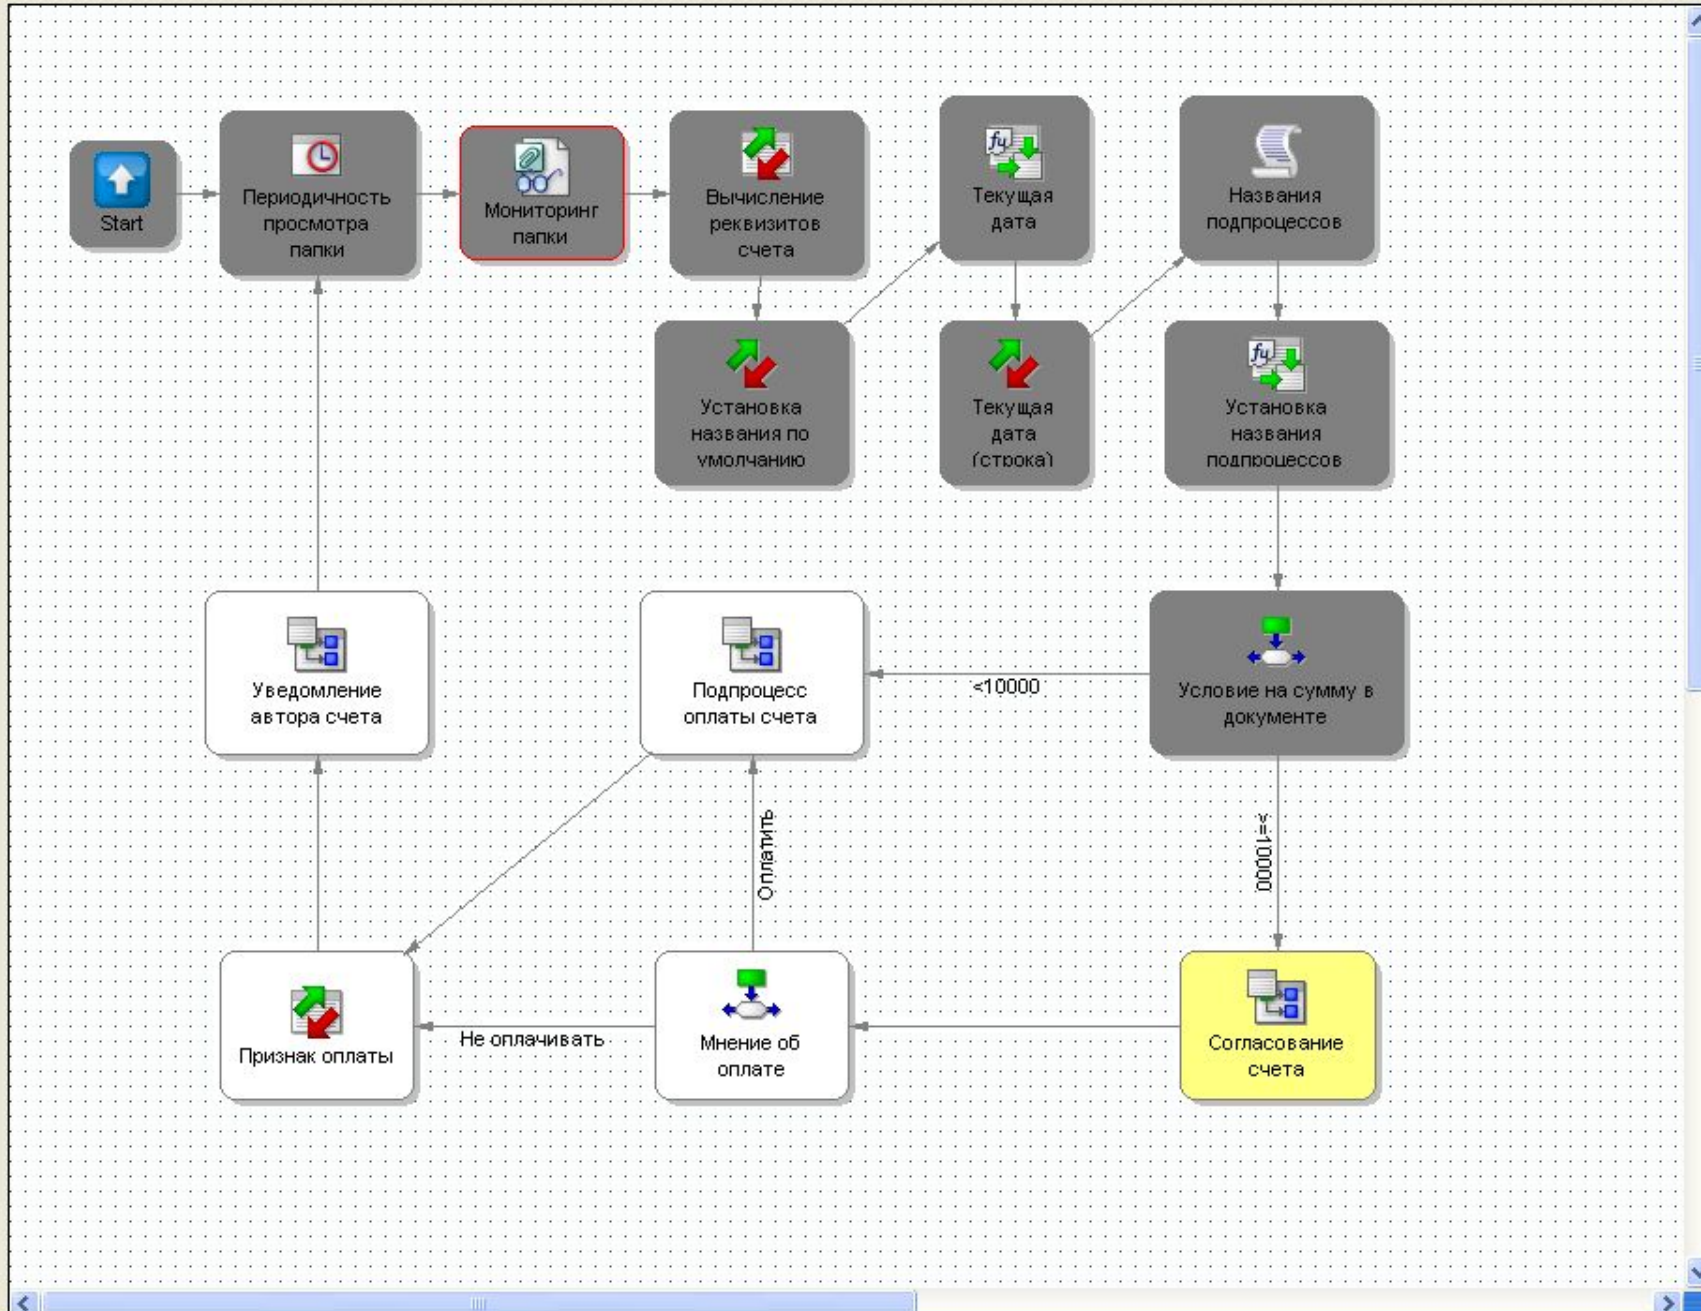 Start
Периодичность
просмотра
папки
Мониторинг
папки
Вычисление
реквизитов
счета
Текущая
дата
Названия
подпроцессов
Установка
названия по
умолчанию
Текущая
дата
(строка)
Установка
названия
подпроцессов
Уведомление
автора счета
Подпроцесс
оплаты счета
<10000
Условие на сумму в
документе
Оплатить
>=10000
Признак оплаты
Не оплачивать
Мнение об
оплате
Согласование
счета